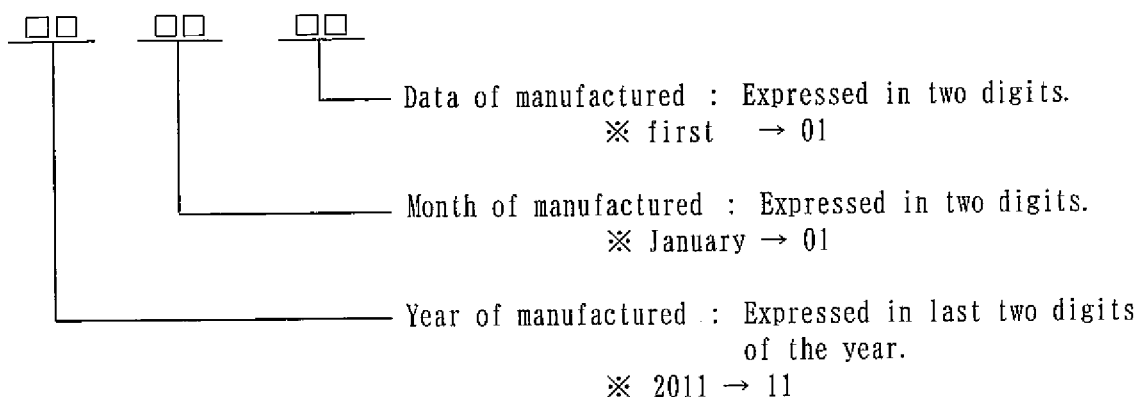 □□ □□ □□
Data of manufactured : Expressed in two digits.
※ first → 01
Month of manufactured : Expressed in two digits.
※ January → 01
Year of manufactured : Expressed in last two digits
of the year.
※ 2011 → 11